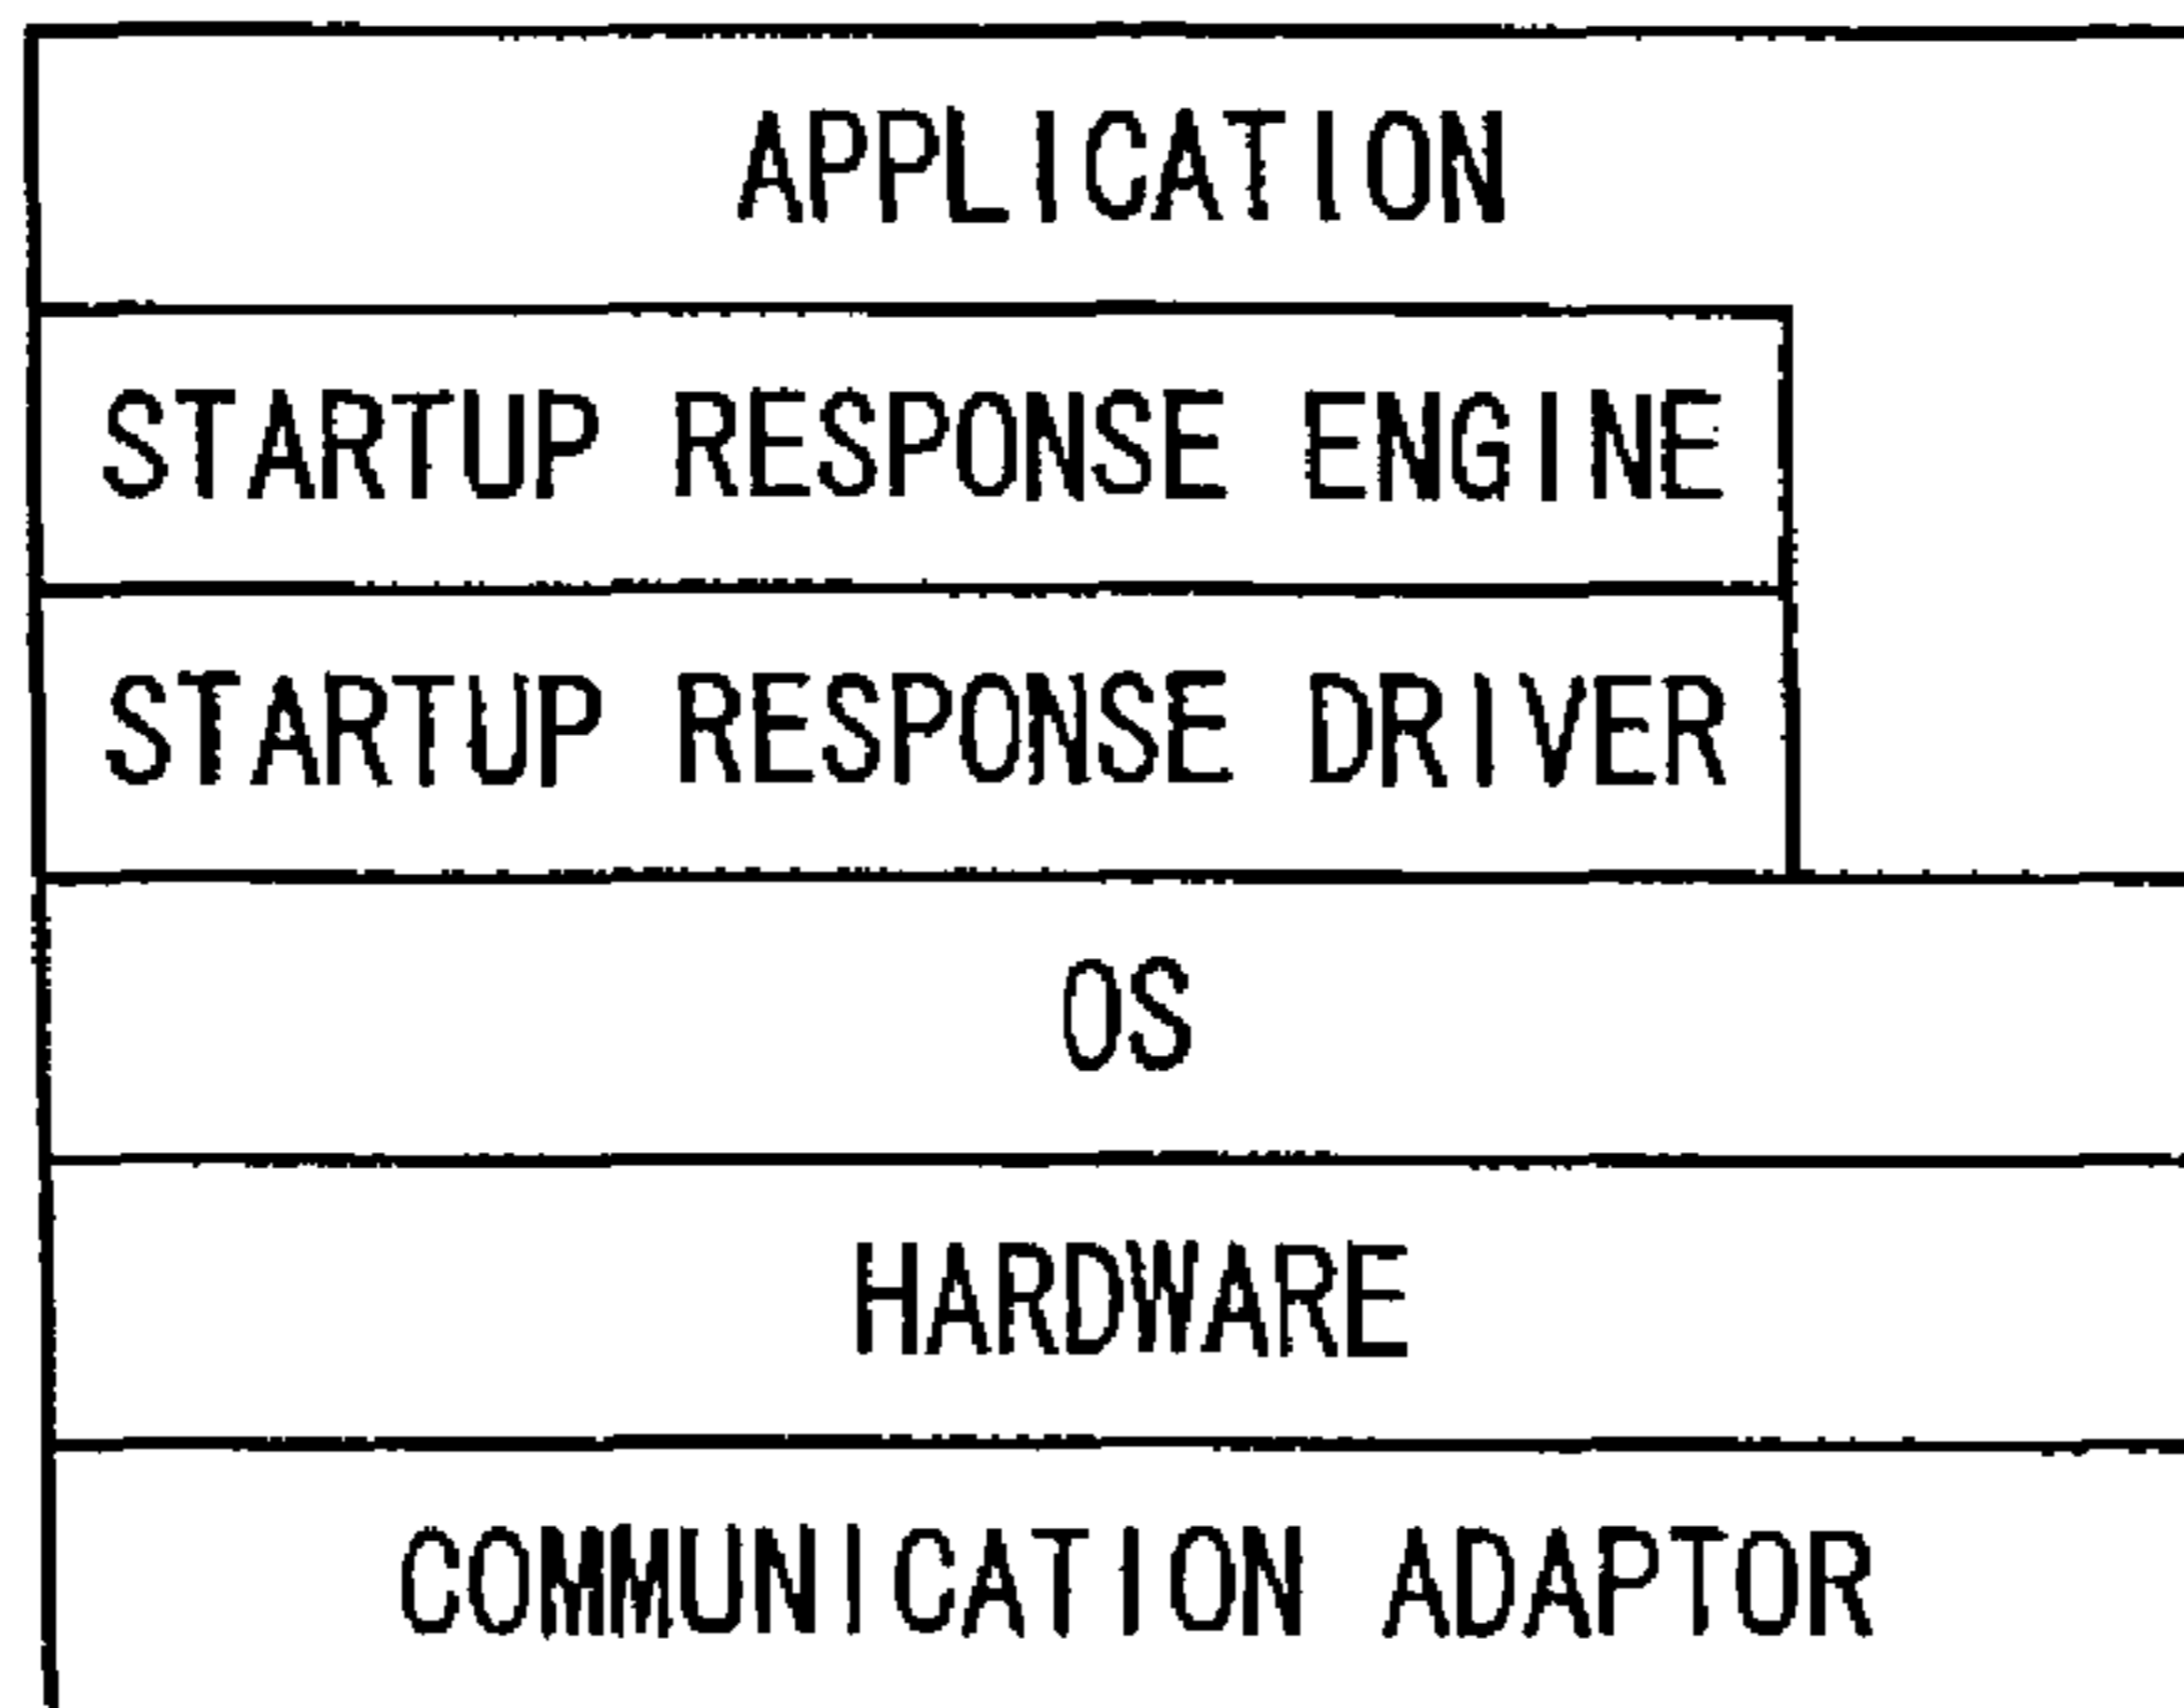 APPLICATION
STARTUP RESPONSE ENGINE
STARTUP RESPONSE DRIVER
OS
HARDWARE
COMMUNICATION ADAPTOR